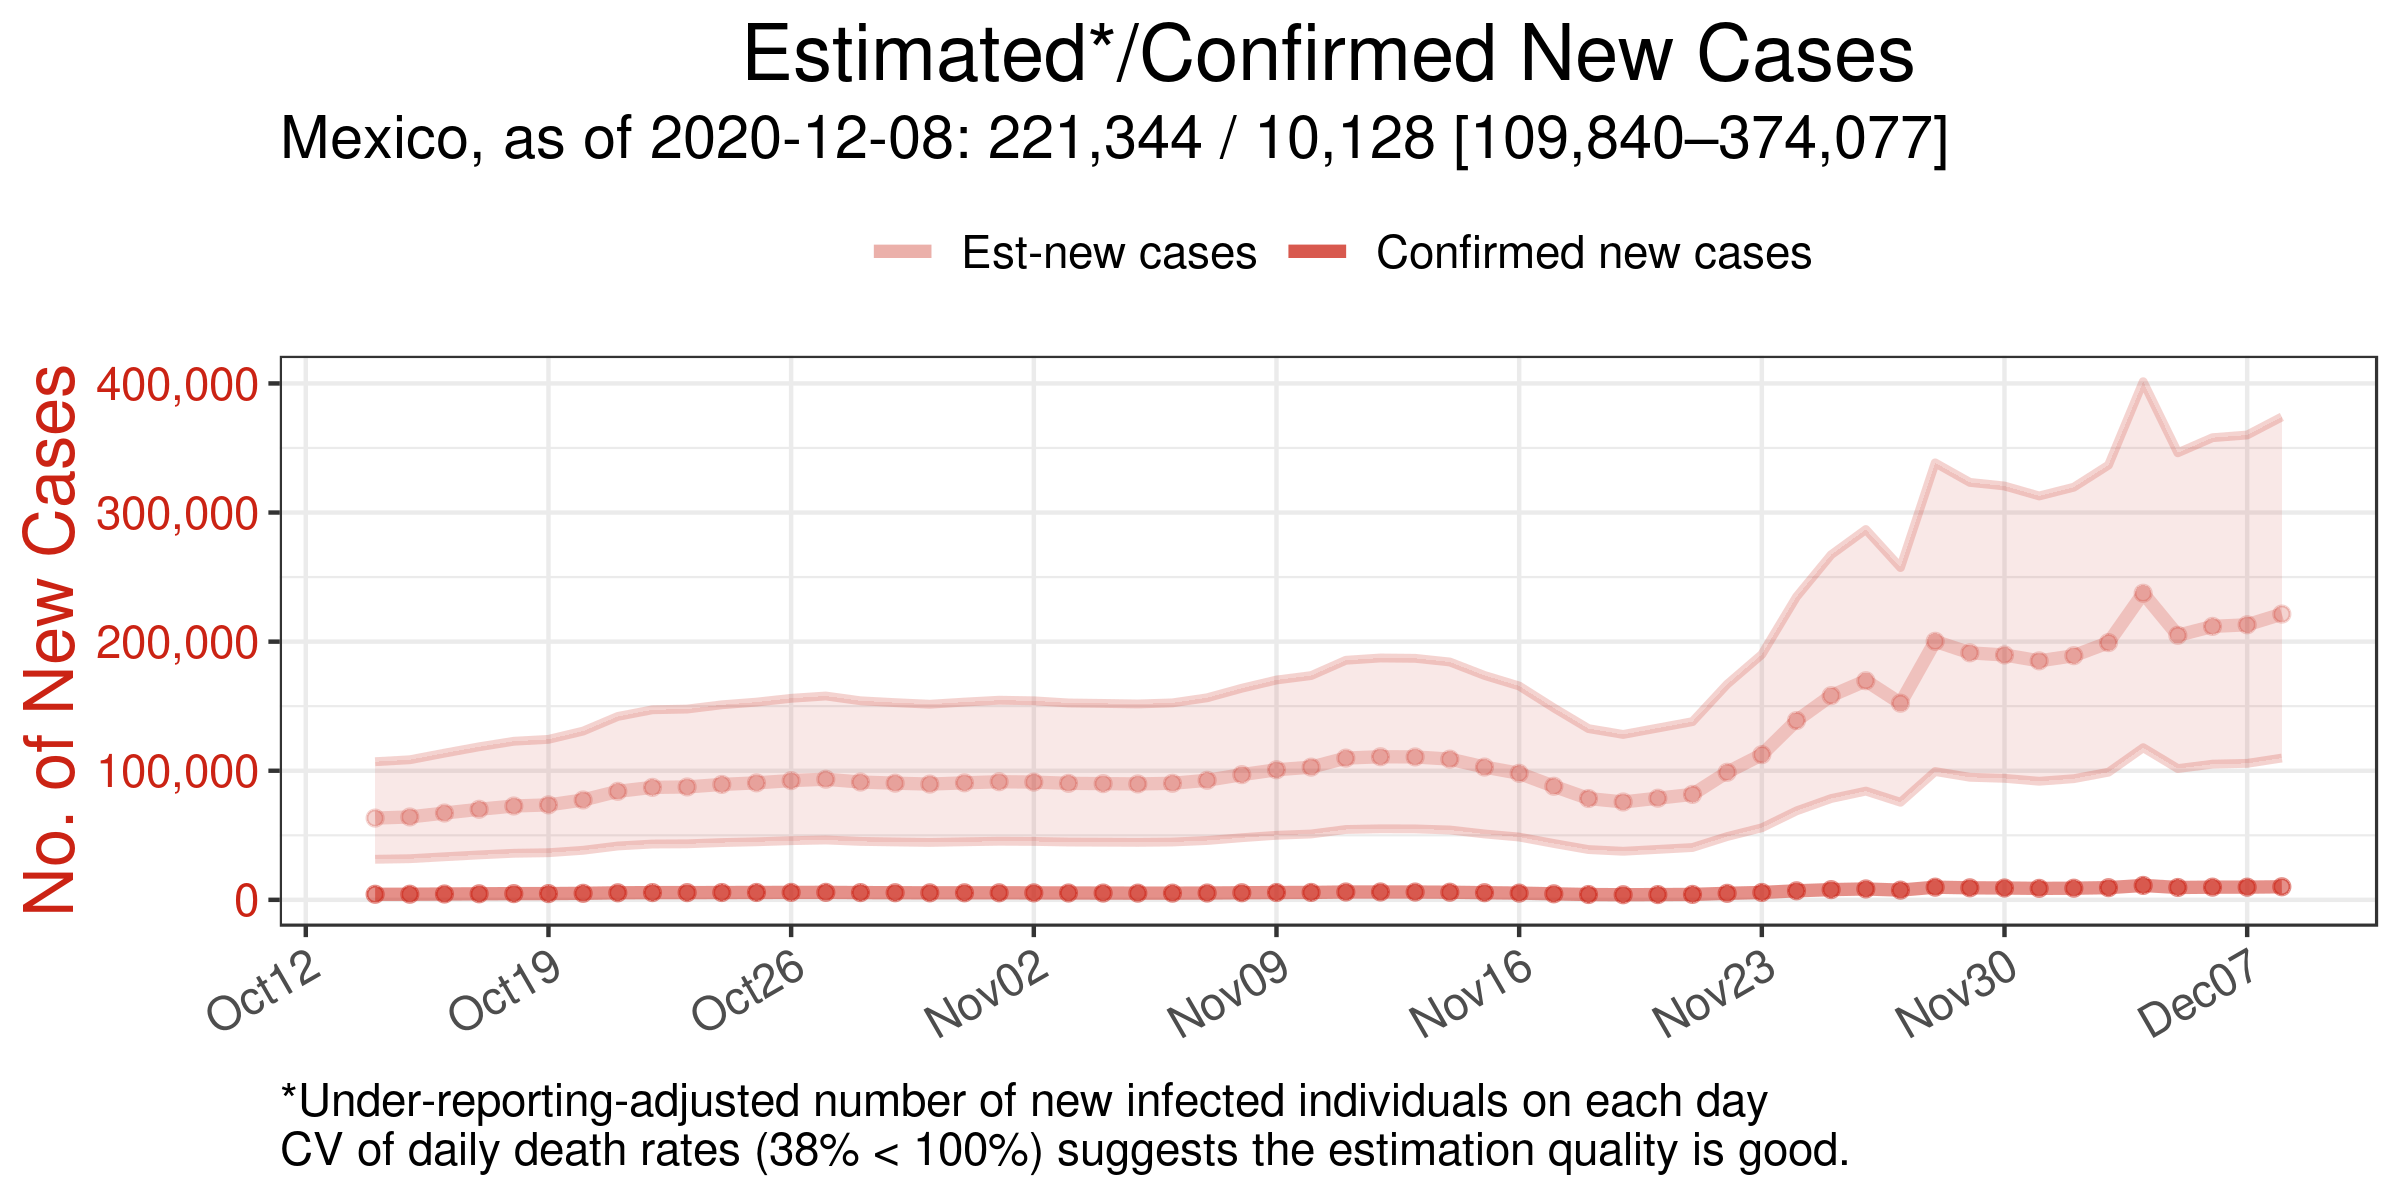 Estimated*/Confirmed New Cases
Mexico, as of 2020-12-08: 221,344 / 10,128 [109,840–374,077]
Est-new cases
Confirmed new cases
No. of New Cases
400,000
300,000
200,000
100,000
0
Oct12
Oct19
Oct26
Nov02
Nov09
Nov16
Nov23
Nov30
Dec07
*Under-reporting-adjusted number of new infected individuals on each day
CV of daily death rates (38% < 100%) suggests the estimation quality is good.